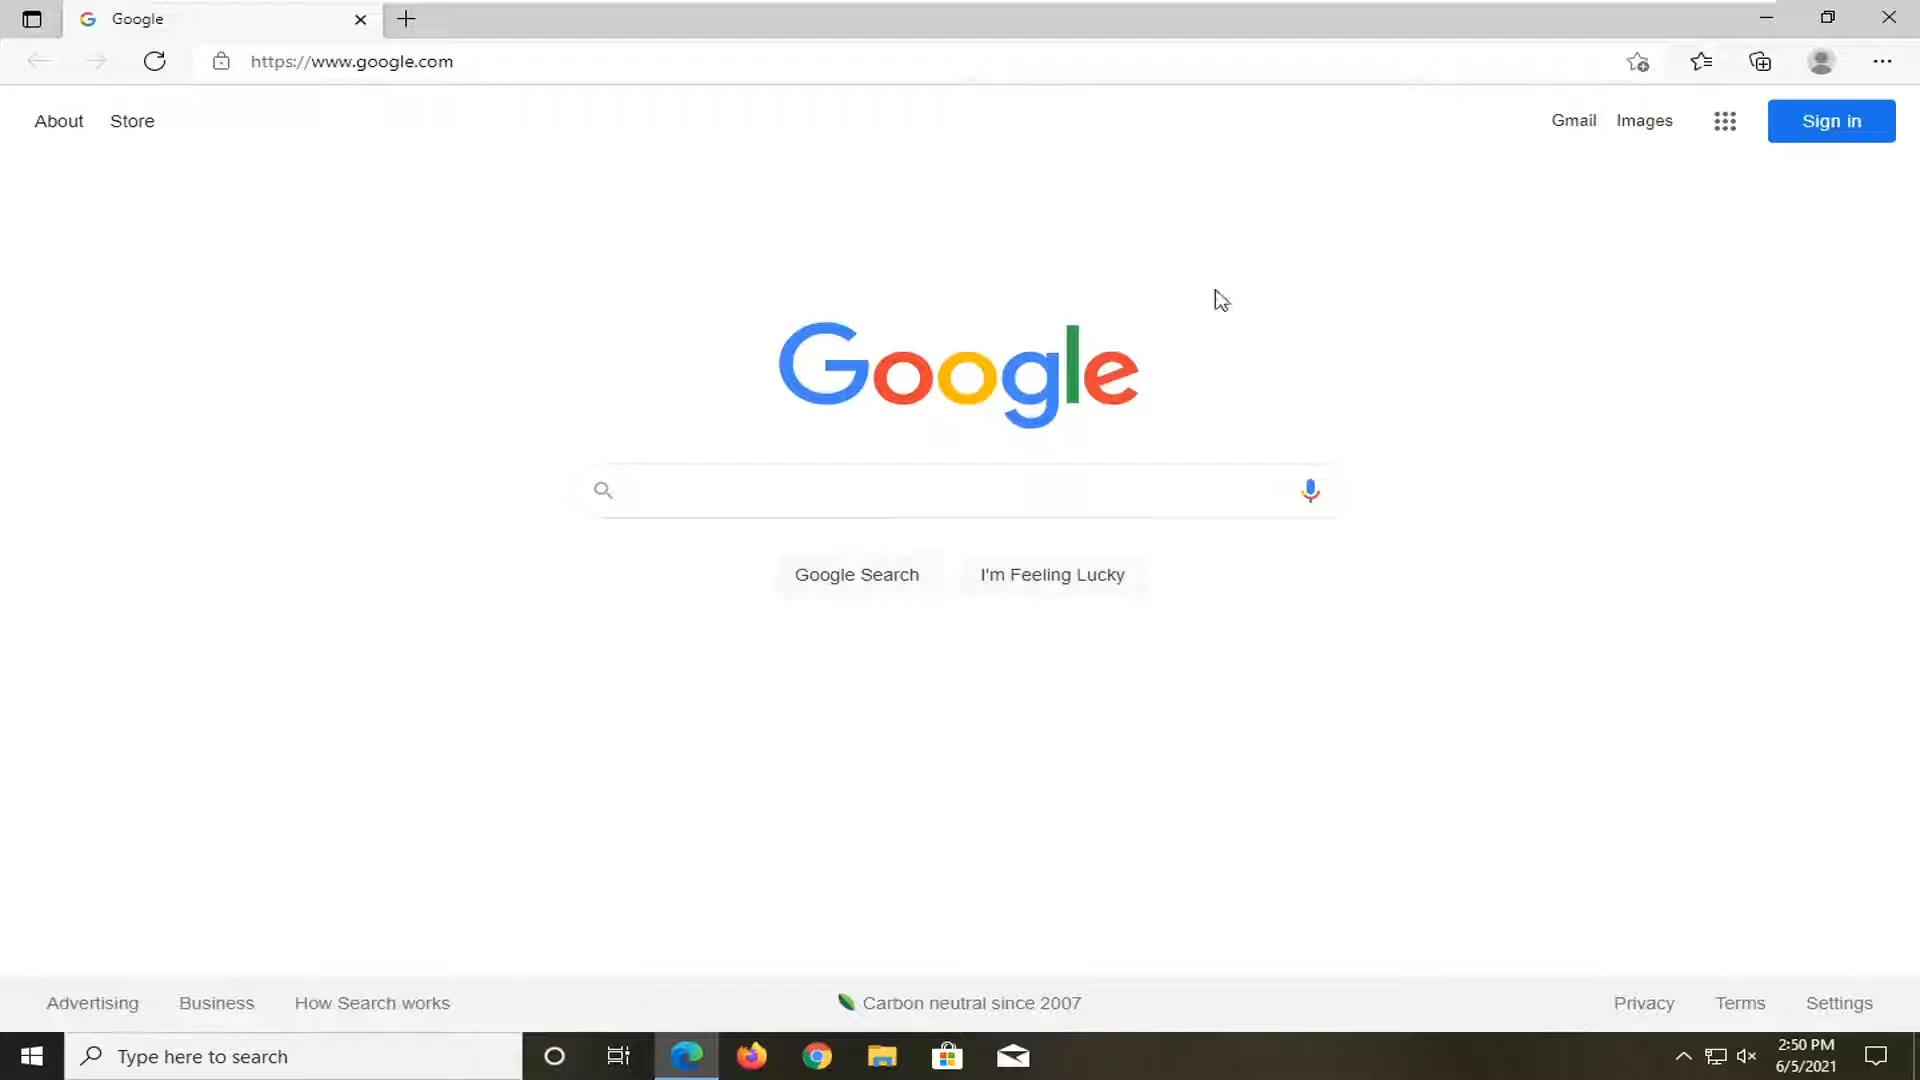 Google
https://www.google.com
About Store
Gmail Images Sign in
Google
Google Search I'm Feeling Lucky
Advertising Business How Search works Carbon neutral since 2007 Privacy Terms Settings
Type here to search
2:50 PM
6/5/2021